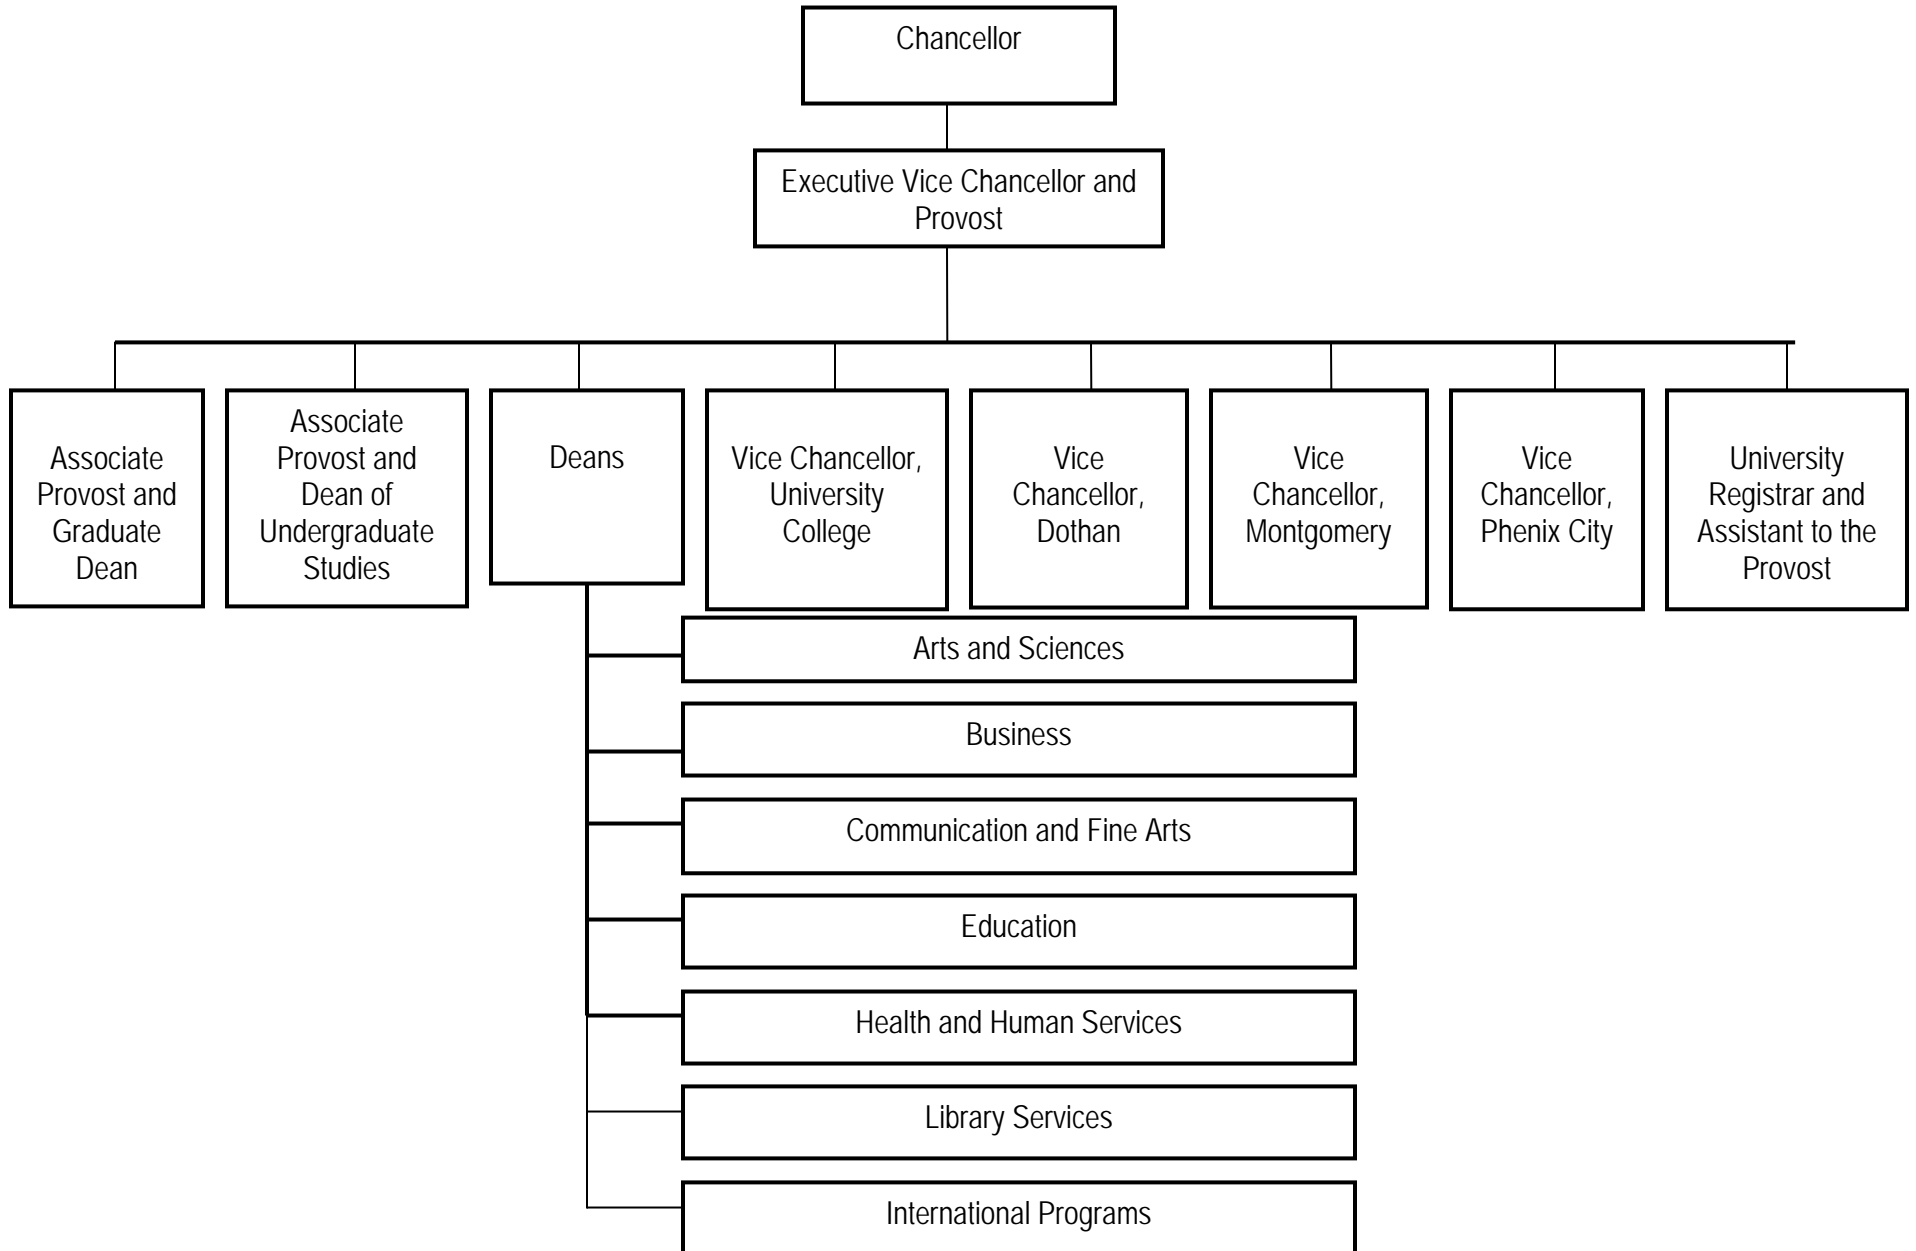 Chancellor
Executive Vice Chancellor and
Provost
Associate
Provost and
Graduate
Dean
Associate
Provost and
Dean of
Undergraduate
Studies
Deans
Vice Chancellor,
University
College
Vice
Chancellor,
Dothan
Vice
Chancellor,
Montgomery
Vice
Chancellor,
Phenix City
University
Registrar and
Assistant to the
Provost
Arts and Sciences
Business
Communication and Fine Arts
Education
Health and Human Services
Library Services
International Programs